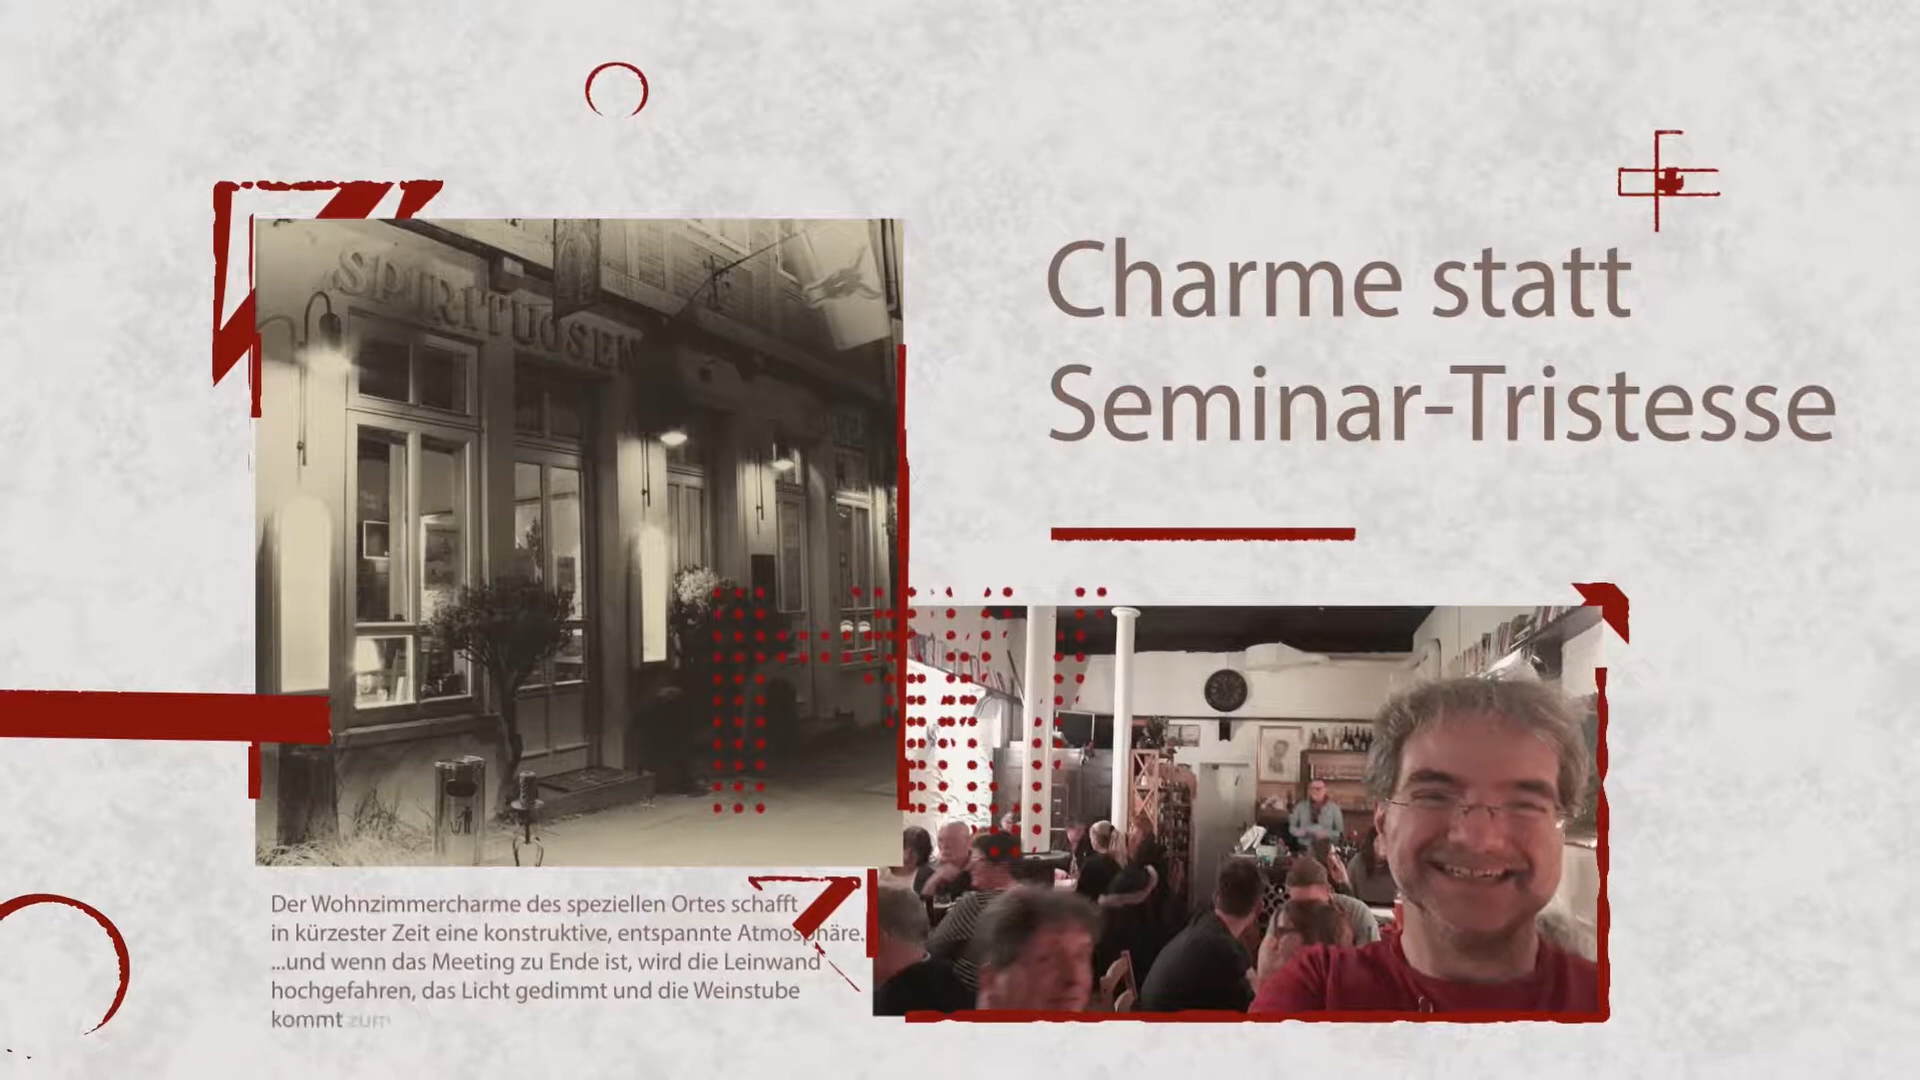 Charme statt
Seminar-Tristesse
SPIRITUOSEN
Der Wohnzimmercharme des speziellen Ortes schafft
in kürzester Zeit eine konstruktive, entspannte Atmosphäre.
...und wenn das Meeting zu Ende ist, wird die Leinwand
hochgefahren, das Licht gedimmt und die Weinstube
kommt zum